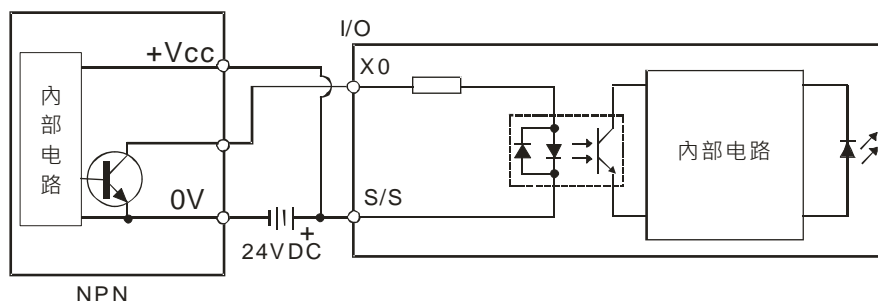 I/O
+Vcc
X0
内
部
电
路
内部电路
0V
S/S
+
24VDC
NPN